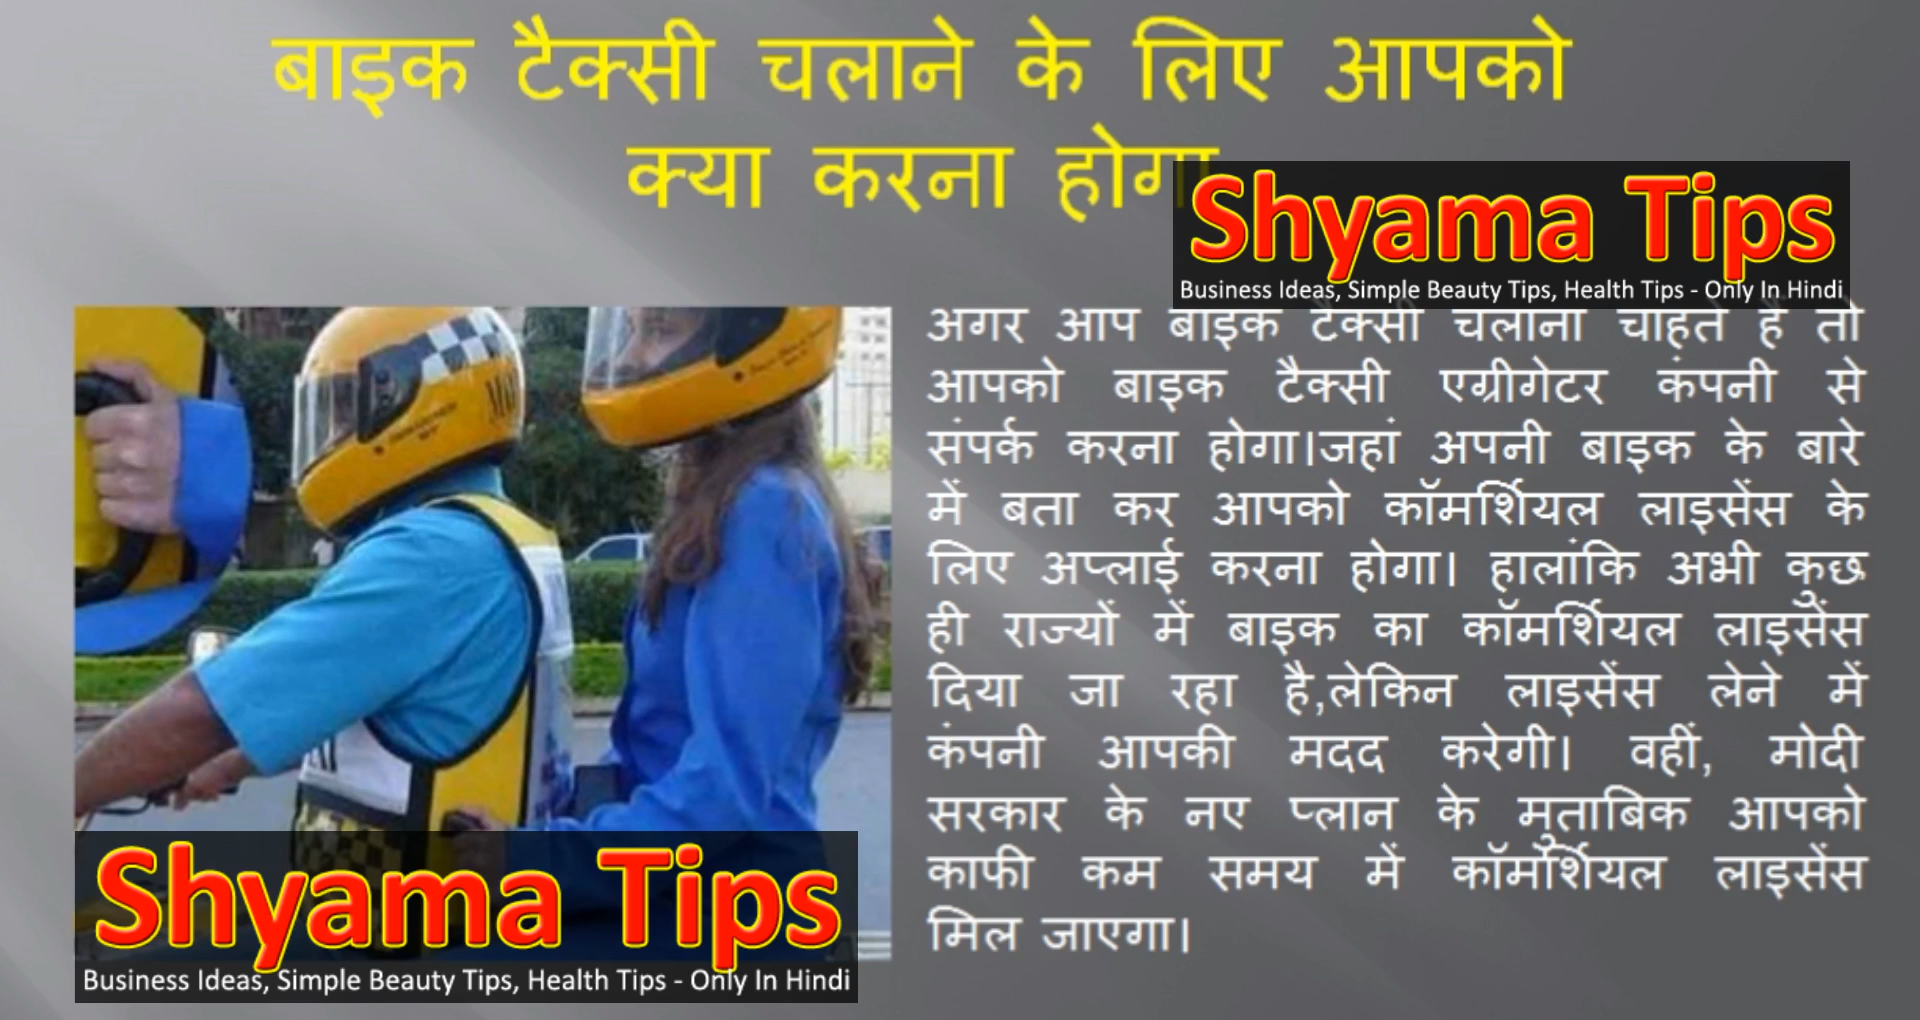 बाइक टैक्सी चलाने के लिए आपको
क्या करना होगा
Shyama Tips
Business Ideas, Simple Beauty Tips, Health Tips - Only In Hindi
अगर आप बाइक टैक्सी चलाना चाहते हैं तो
आपको बाइक टैक्सी एग्रीगेटर कंपनी से
संपर्क करना होगा।जहां अपनी बाइक के बारे
में बता कर आपको कॉमर्शियल लाइसेंस के
लिए अप्लाई करना होगा। हालांकि अभी कुछ
ही राज्यों में बाइक का कॉमर्शियल लाइसेंस
दिया जा रहा है,लेकिन लाइसेंस लेने में
कंपनी आपकी मदद करेगी। वहीं, मोदी
सरकार के नए प्लान के मुताबिक आपको
काफी कम समय में कॉमर्शियल लाइसेंस
मिल जाएगा।
Shyama Tips
Business Ideas, Simple Beauty Tips, Health Tips - Only In Hindi